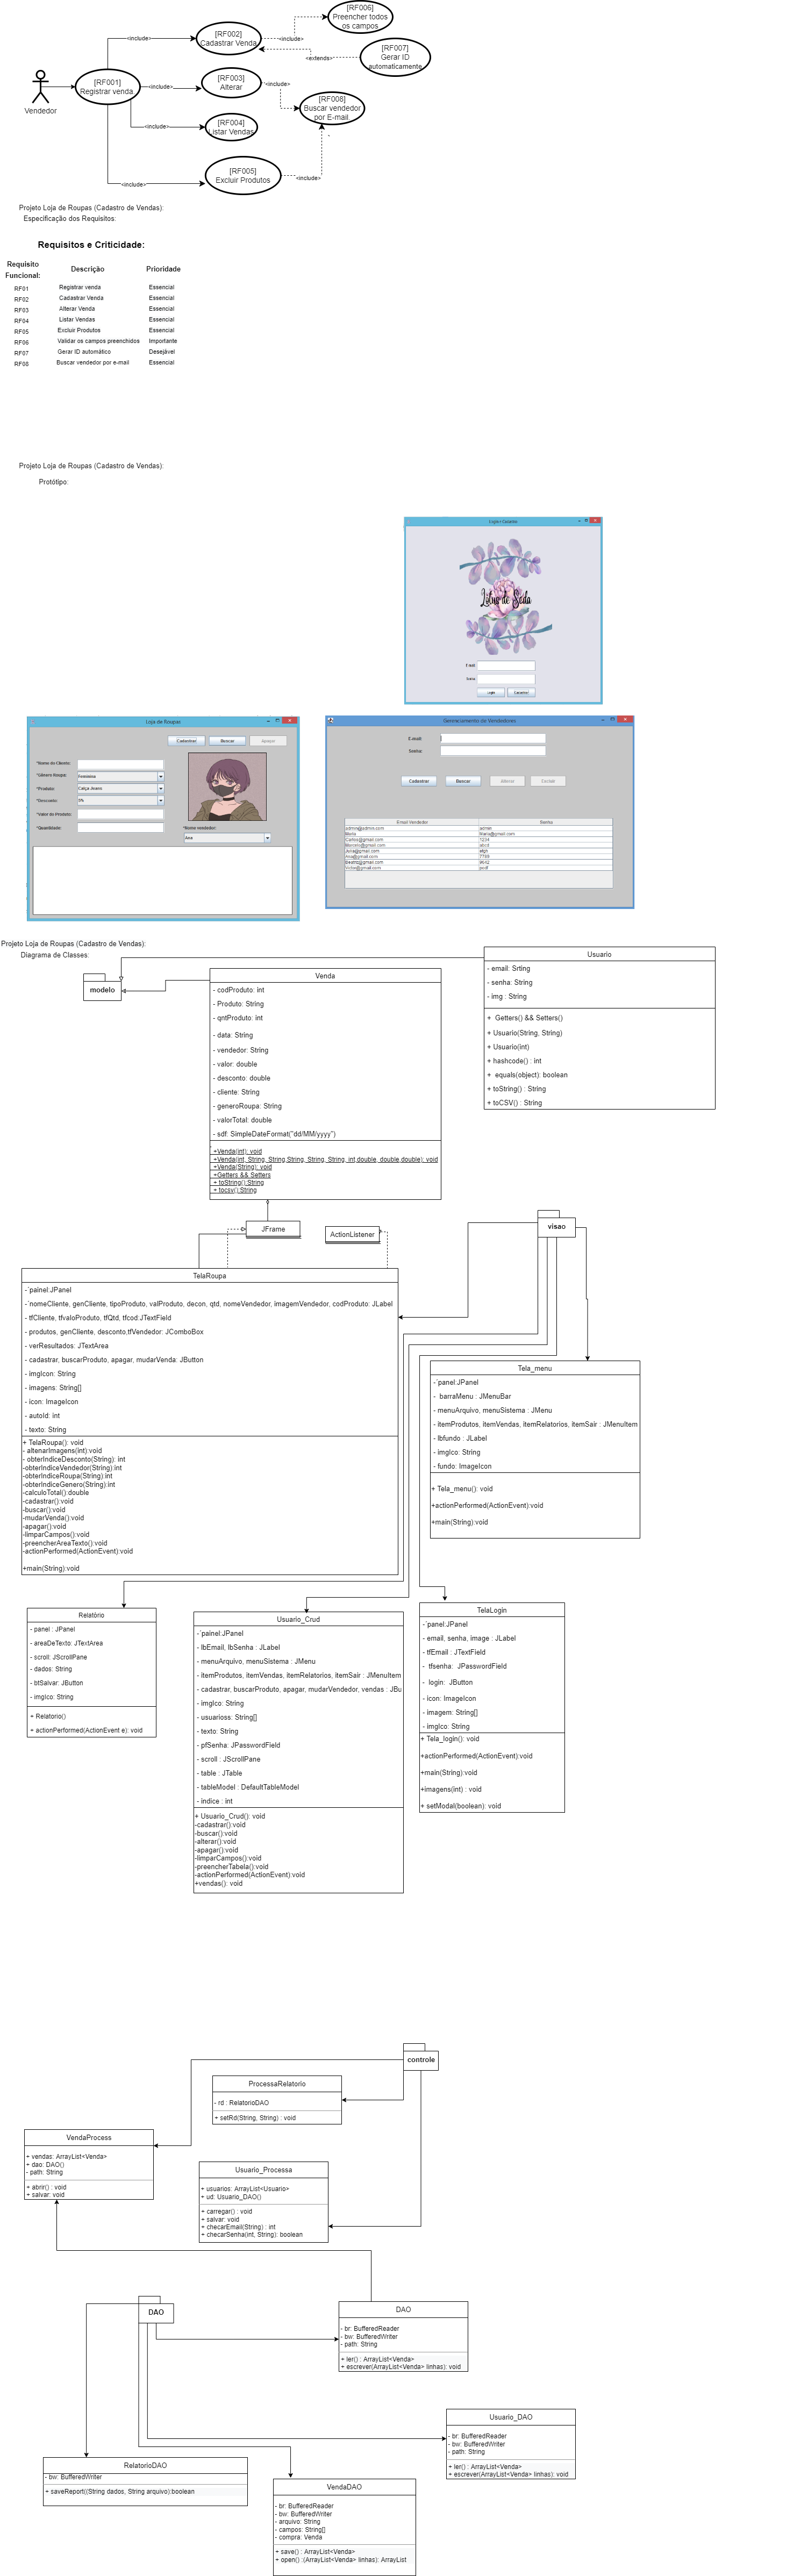 [RF006]
Preencher todos
os campos
[RF002]
Cadastrar Venda
<include>
<include>
[RF007]
Gerar ID
automaticamente
<extends>
[RF001]
Registrar venda
Vendedor
<include>
[RF003]
Alterar
<include>
[RF008]
Buscar vendedor
por E-mail
<include>
[RF004]
Listar Vendas
[RF005]
Excluir Produtos
<include>
<include>
Projeto Loja de Roupas (Cadastro de Vendas):
Especificação dos Requisitos:
Requisitos e Criticidade:
Requisito
Funcional:
Descrição
Prioridade
RF01 Registrar venda Essencial
RF02 Cadastrar Venda Essencial
RF03 Alterar Venda Essencial
RF04 Listar Vendas Essencial
RF05 Excluir Produtos Essencial
RF06 Validar os campos preenchidos Importante
RF07 Gerar ID automático Desejável
RF08 Buscar vendedor por e-mail Essencial
Projeto Loja de Roupas (Cadastro de Vendas):
Protótipo:
Lótus de Seda
E-mail
Senha
Login Cadastrar
Loja de Roupas
Cadastrar Buscar Apagar
*Nome do Cliente:
*Gênero Roupa: Feminino
*Produto: Calça Jeans
*Desconto: 5%
*Valor do Produto:
*Quantidade:
*Nome Vendedor:
Ana
Gerenciamento de Vendedores
E-mail:
Senha:
Cadastrar Buscar Alterar Excluir
Email Vendedor Senha
admin@admin.com admin
Maria Maria@gmail.com
Carlos@gmail.com 1234
abcd
Julia@gmail.com efgh
Ana@gmail.com 7789
Beatriz@gmail.com 9642
Victor@gmail.com
Projeto Loja de Roupas (Cadastro de Vendas):
Diagrama de Classes:
modelo
Venda
- codProduto: int
- Produto: String
- qntProduto: int
- data: String
- vendedor: String
- valor: double
- desconto: double
- cliente: String
- generoRoupa: String
- valorTotal: double
- sdf: SimpleDateFormat("dd/MM/yyyy")
+Venda(int): void
+Venda(int, String, String,String, String, String, int,double, double,double): void
+Venda(String): void
+Getters && Setters
+ toString():String
+ tocsv():String
Usuario
- email: Srting
- senha: String
- img : String
+ Getters() && Setters()
+ Usuario(String, String)
+ Usuario(int)
+ hashcode() : int
+ equals(object): boolean
+ toString() : String
+ toCSV() : String
JFrame
ActionListener
visao
TelaRoupa
-´painel:JPanel
-´nomeCliente, genCliente, tipoProduto, valProduto, decon, qtd, nomeVendedor, imagemVendedor, codProduto: JLabel
- tfCliente, tfvaloProduto, tfQtd, tfcod:JTextField
- produtos, genCliente, desconto,tfVendedor: JComboBox
- verResultados: JTextArea
- cadastrar, buscarProduto, apagar, mudarVenda: JButton
- imgIcon: String
- imagens: String[]
- icon: ImageIcon
- autoId: int
- texto: String
+ TelaRoupa(): void
- altenarImagens(int):void
- obterIndiceDesconto(String): int
-obterIndiceVendedor(String):int
-obterIndiceRoupa(String):int
-obterIndiceGenero(String):int
-calculoTotal():double
-cadastrar():void
-buscar():void
-mudarVenda():void
-apagar():void
-limparCampos():void
-preencherAreaTexto():void
-actionPerformed(ActionEvent):void
+main(String):void
Tela_menu
-´panel:JPanel
- barraMenu : JMenuBar
- menuArquivo, menuSistema : JMenu
- itemProdutos, itemVendas, itemRelatorios, itemSair : JMenuItem
- lbfundo : JLabel
- imgIco: String
- fundo: ImageIcon
+ Tela_menu(): void
+actionPerformed(ActionEvent):void
+main(String):void
Relatório
- panel : JPanel
- areaDeTexto: JTextArea
- scroll: JScrollPane
- dados: String
- btSalvar: JButton
- imgIco: String
+ Relatorio()
+ actionPerformed(ActionEvent e): void
Usuario_Crud
-´painel:JPanel
- lbEmail, lbSenha : JLabel
- menuArquivo, menuSistema : JMenu
- itemProdutos, itemVendas, itemRelatorios, itemSair : JMenuItem
- cadastrar, buscarProduto, apagar, mudarVendedor, vendas : JBu
- imgIco: String
- usuarioss: String[]
- texto: String
- pfSenha: JPasswordField
- scroll : JScrollPane
- table : JTable
- tableModel : DefaultTableModel
- indice : int
+ Usuario_Crud(): void
-cadastrar():void
-buscar():void
-alterar():void
-apagar():void
-limparCampos():void
-preencherTabela():void
-actionPerformed(ActionEvent):void
+vendas(): void
TelaLogin
-´panel:JPanel
- email, senha, image : JLabel
- tfEmail : JTextField
- tfsenha: JPasswordField
- login: JButton
- icon: ImageIcon
- imagem: String[]
- imgIco: String
+ Tela_login(): void
+actionPerformed(ActionEvent):void
+main(String):void
+imagens(int) : void
+ setModal(boolean): void
controle
ProcessaRelatorio
- rd : RelatorioDAO
+ setRd(String, String) : void
VendaProcess
+ vendas: ArrayList<Venda>
+ dao: DAO()
- path: String
+ abrir() : void
+ salvar: void
Usuario_Processa
+ usuarios: ArrayList<Usuario>
+ ud: Usuario_DAO()
+ carregar() : void
+ salvar: void
+ checarEmail(String) : int
+ checarSenha(int, String): boolean
DAO
DAO
- br: BufferedReader
- bw: BufferedWriter
- path: String
+ ler() : ArrayList<Venda>
+ escrever(ArrayList<Venda> linhas): void
Usuario_DAO
- br: BufferedReader
- bw: BufferedWriter
- path: String
+ ler() : ArrayList<Venda>
+ escrever(ArrayList<Venda> linhas): void
RelatorioDAO
- bw: BufferedWriter
+ saveReport((String dados, String arquivo):boolean
VendaDAO
- br: BufferedReader
- bw: BufferedWriter
- arquivo: String
- campos: String[]
- compra: Venda
+ save() : ArrayList<Venda>
+ open() :(ArrayList<Venda> linhas): ArrayList